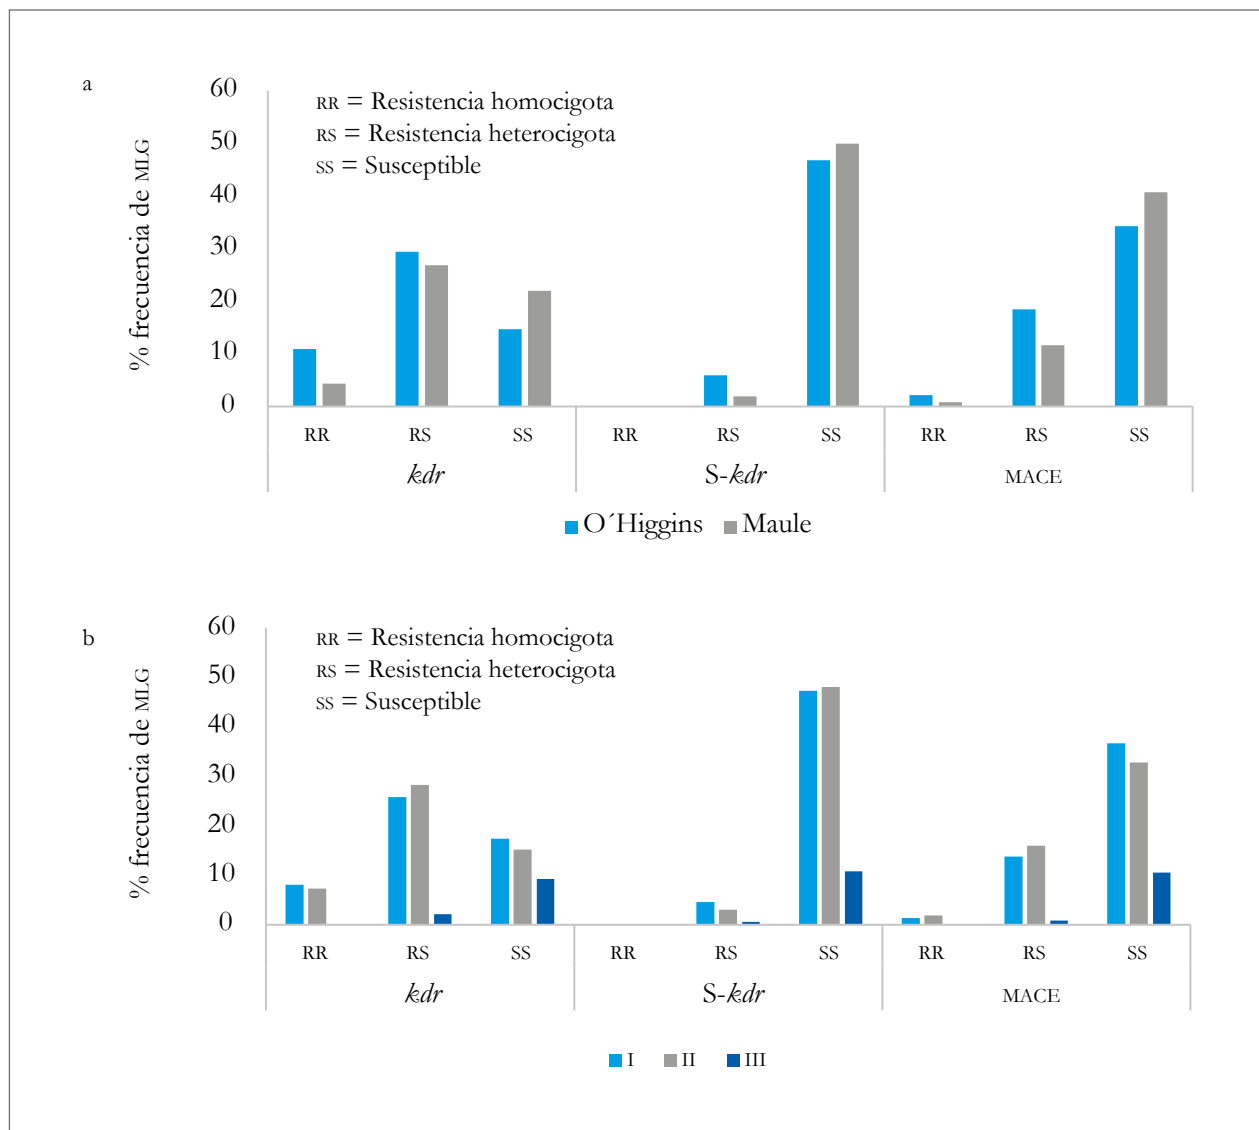 a
% frecuencia de MLG
60
50
40
30
20
10
0
RR = Resistencia homocigota
RS = Resistencia heterocigota
SS = Susceptible
RR RS SS RR RS SS RR RS SS
kdr S-kdr MACE
O´Higgins Maule
b
% frecuencia de MLG
60
50
40
30
20
10
0
RR = Resistencia homocigota
RS = Resistencia heterocigota
SS = Susceptible
RR RS SS RR RS SS RR RS SS
kdr S-kdr MACE
I II III